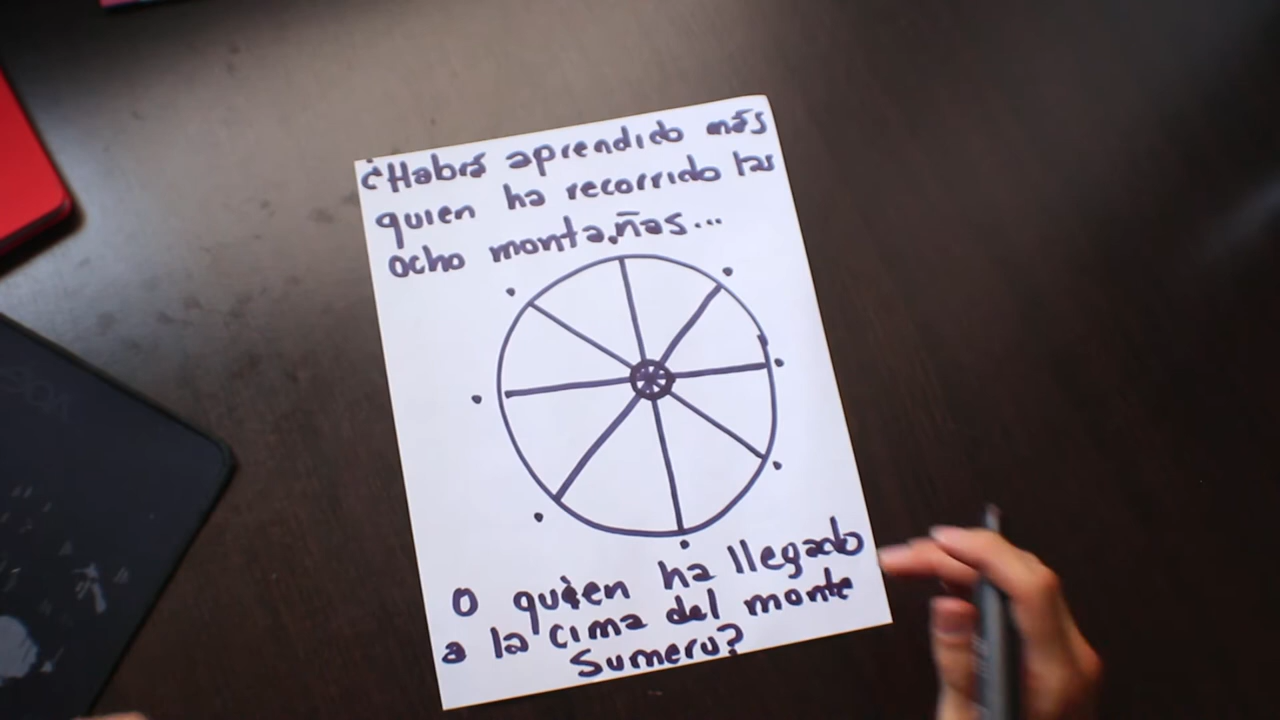 ¿Habrá aprendido más
quien ha recorrido las
ocho montañas...
O quien ha llegado
a la cima del monte
Sumeru?